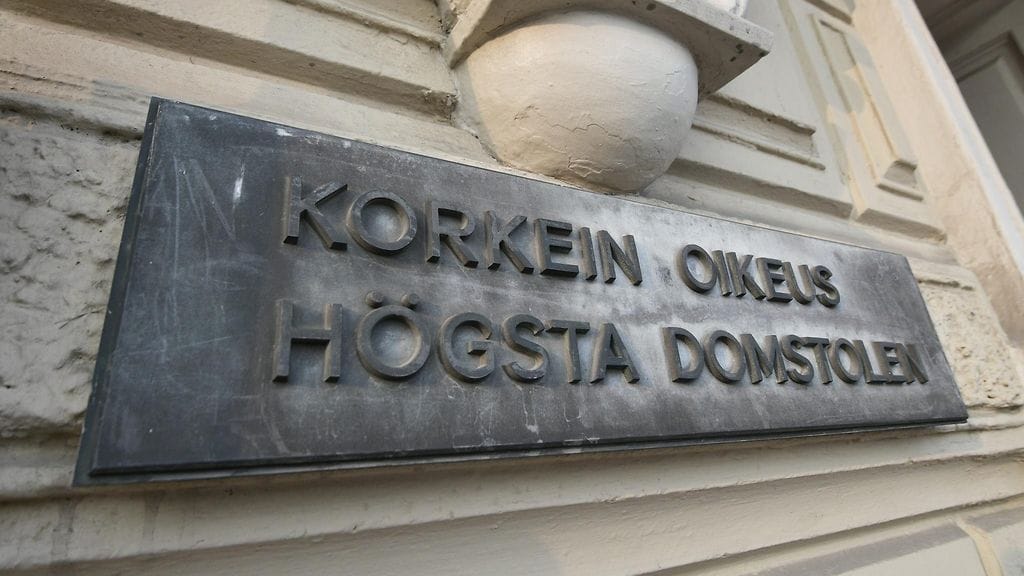 KORKEIN OIKEUS
HÖGSTA DOMSTOLEN